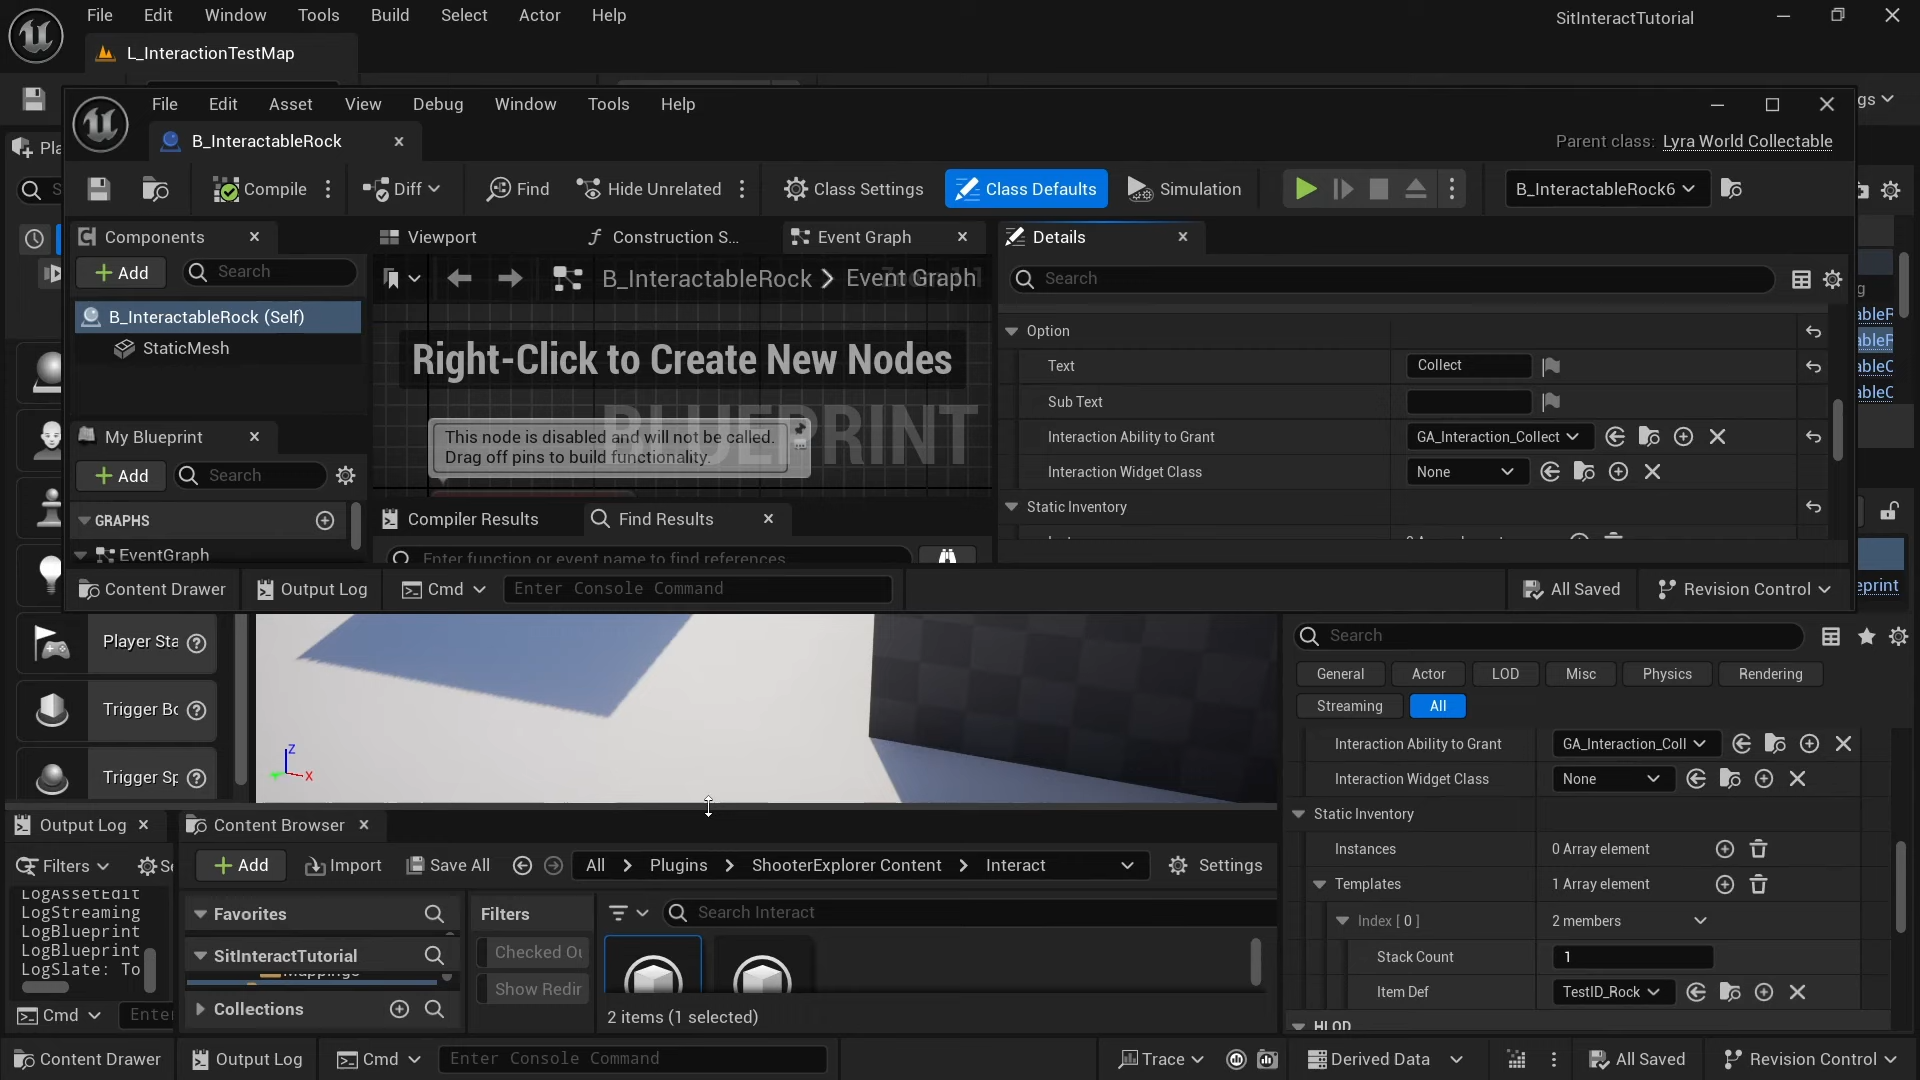 File Edit Window Tools Build Select Actor Help
SitInteractTutorial
L_InteractionTestMap
File Edit Asset View Debug Window Tools Help
B_InteractableRock
Parent class: Lyra World Collectable
Compile Diff Find Hide Unrelated Class Settings Class Defaults Simulation B_InteractableRock6
Components
Viewport
Construction S...
Event Graph
Details
Add
Search
B_InteractableRock > Event Graph
Search
B_InteractableRock (Self)
StaticMesh
Right-Click to Create New Nodes
BLUEPRINT
This node is disabled and will not be called.
Drag off pins to build functionality.
Option
Text Collect
Sub Text
Interaction Ability to Grant GA_Interaction_Collect
Interaction Widget Class None
Static Inventory
My Blueprint
Add
Search
GRAPHS
EventGraph
Compiler Results
Find Results
Enter function or event name to find references
Content Drawer Output Log Cmd Enter Console Command
All Saved Revision Control
Player Sta
Trigger Bo
Trigger Sp
Z
X
Search
General Actor LOD Misc Physics Rendering
Streaming All
Interaction Ability to Grant GA_Interaction_Coll
Interaction Widget Class None
Static Inventory
Instances 0 Array element
Templates 1 Array element
Index [ 0 ] 2 members
Stack Count 1
Item Def TestID_Rock
HLOD
Output Log
Content Browser
Filters
Add Import Save All All > Plugins > ShooterExplorer Content > Interact Settings
LogAssetEdit
LogStreaming
LogBlueprint
LogBlueprint
LogSlate: To
Cmd
Enter
Favorites
SitInteractTutorial
Mappings
Collections
Filters
Checked Ou
Show Redir
Search Interact
2 items (1 selected)
Content Drawer Output Log Cmd Enter Console Command
Trace Derived Data All Saved Revision Control